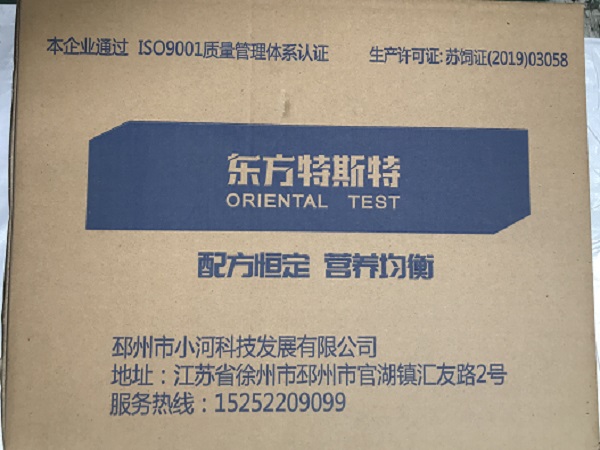 本企业通过 ISO9001质量管理体系认证 生产许可证: 苏饲证(2019)03058
东方特斯特
ORIENTAL TEST
配方恒定 营养均衡
邳州市小河科技发展有限公司
地址：江苏省徐州市邳州市官湖镇汇友路2号
服务热线：15252209099